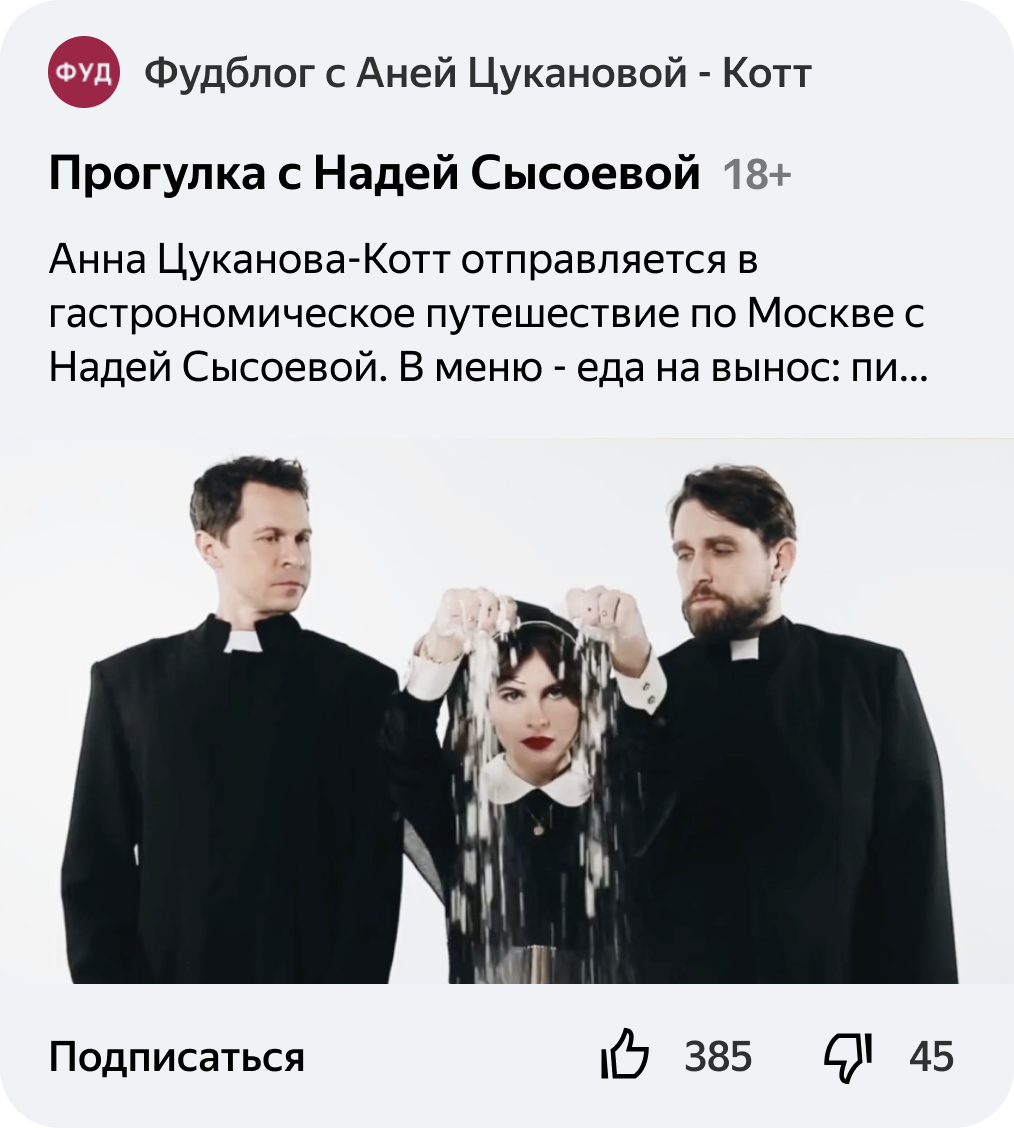 ФУД
Фудблог с Аней Цукановой - Котт
Прогулка с Надей Сысоевой 18+
Анна Цуканова-Котт отправляется в
гастрономическое путешествие по Москве с
Надей Сысоевой. В меню - еда на вынос: пи...
Подписаться 385 45